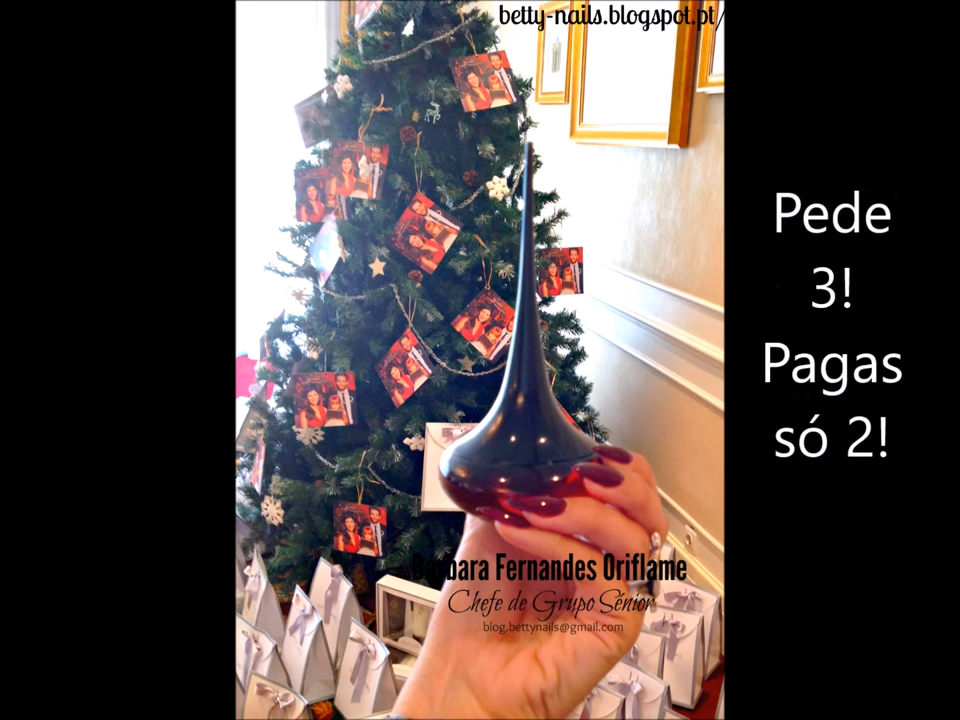 betty-nails.blogspot.pt/
Pede
3!
Pagas
só 2!
Fernandes Oriflame
Chefe de Grupo Sénior
blog.bettynails@gmail.com